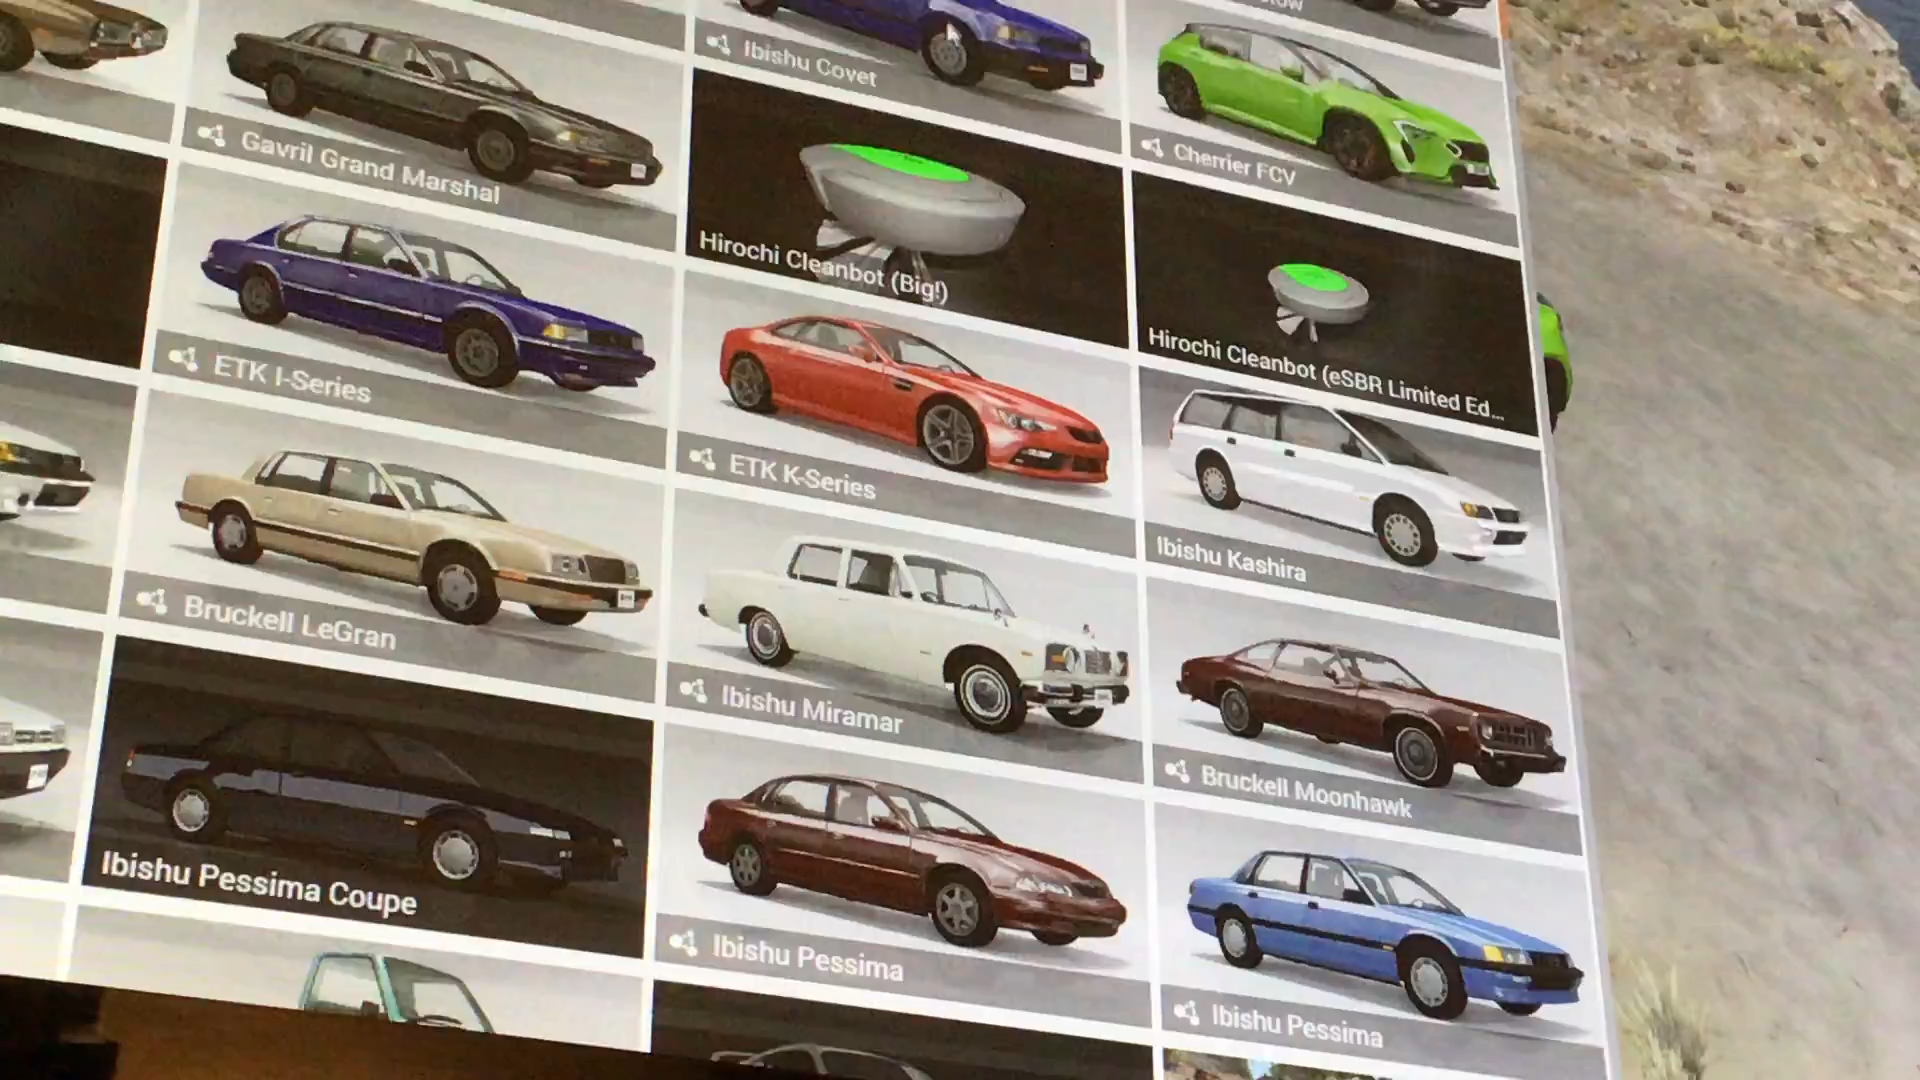 Ibishu Covet
Gavril Grand Marshal
Cherrier FCV
Hirochi Cleanbot (Big!)
Hirochi Cleanbot (eSBR Limited Ed...
ETK I-Series
ETK K-Series
Ibishu Kashira
Bruckell LeGran
Ibishu Miramar
Bruckell Moonhawk
Ibishu Pessima Coupe
Ibishu Pessima
Ibishu Pessima